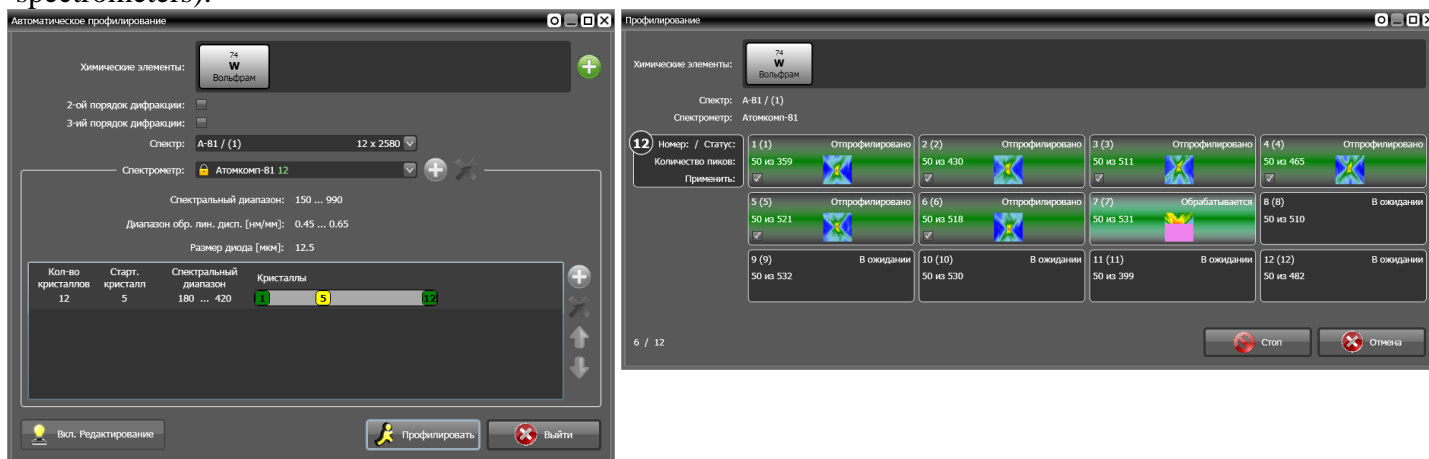 spectrometers).
Автоматическое профилирование
Химические элементы:
74
W
Вольфрам
2-ой порядок дифракции:
3-ий порядок дифракции:
Спектр: А-81 / (1) 12 x 2580
Спектрометр: Атомкомп-81 12
Спектральный диапазон: 150 ... 990
Диапазон обр. лин. дисп. [нм/мм]: 0.45 ... 0.65
Размер диода [мкм]: 12.5
Кол-во кристаллов Старт. кристалл Спектральный диапазон Кристаллы
12 5 180 ... 420 1 5 12
Вкл. Редактирование Профилировать Выйти
Профилирование
Химические элементы:
74
W
Вольфрам
Спектр: А-81 / (1)
Спектрометр: Атомкомп-81
12 Номер: / Статус: 1 (1) Отпрофилировано 2 (2) Отпрофилировано 3 (3) Отпрофилировано 4 (4) Отпрофилировано
Количество пиков: 50 из 359 50 из 430 50 из 511 50 из 465
Применить:
5 (5) Отпрофилировано 6 (6) Отпрофилировано 7 (7) Обрабатывается 8 (8) В ожидании
50 из 521 50 из 518 50 из 531 50 из 510
9 (9) В ожидании 10 (10) В ожидании 11 (11) В ожидании 12 (12) В ожидании
50 из 532 50 из 530 50 из 399 50 из 482
6 / 12 Стоп Отмена